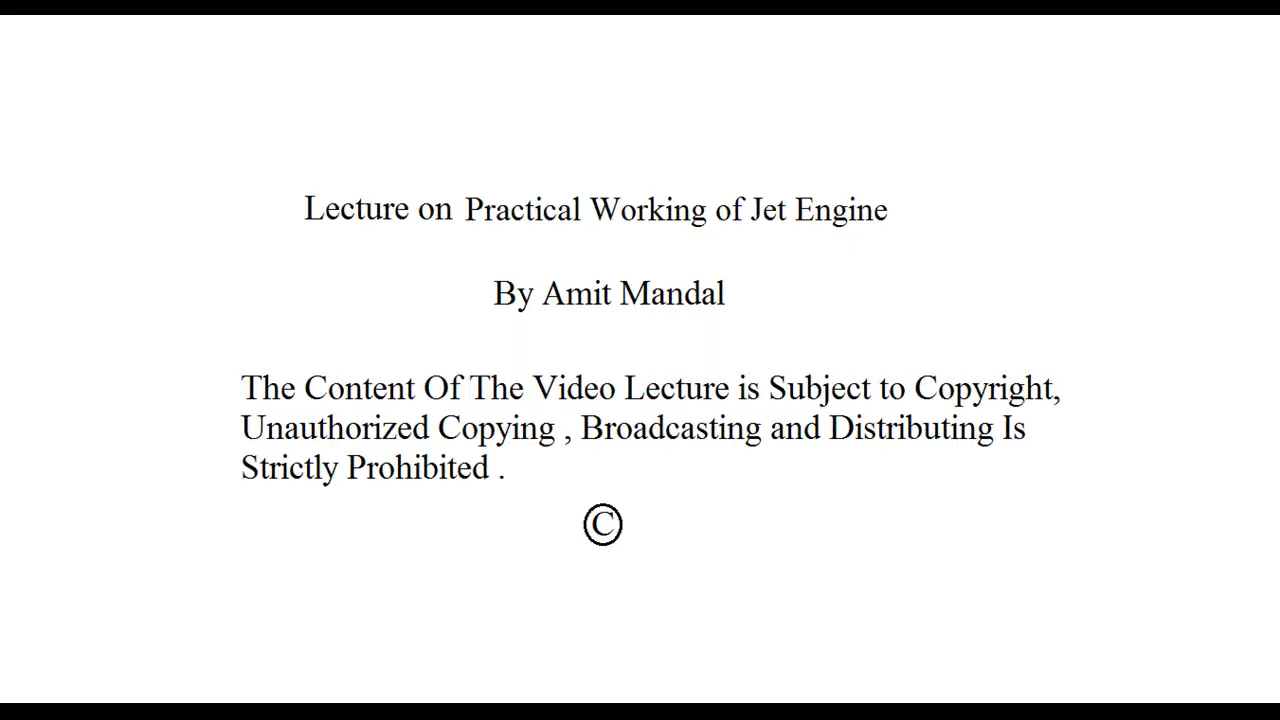 Lecture on Practical Working of Jet Engine
By Amit Mandal
The Content Of The Video Lecture is Subject to Copyright,
Unauthorized Copying , Broadcasting and Distributing Is
Strictly Prohibited .
©